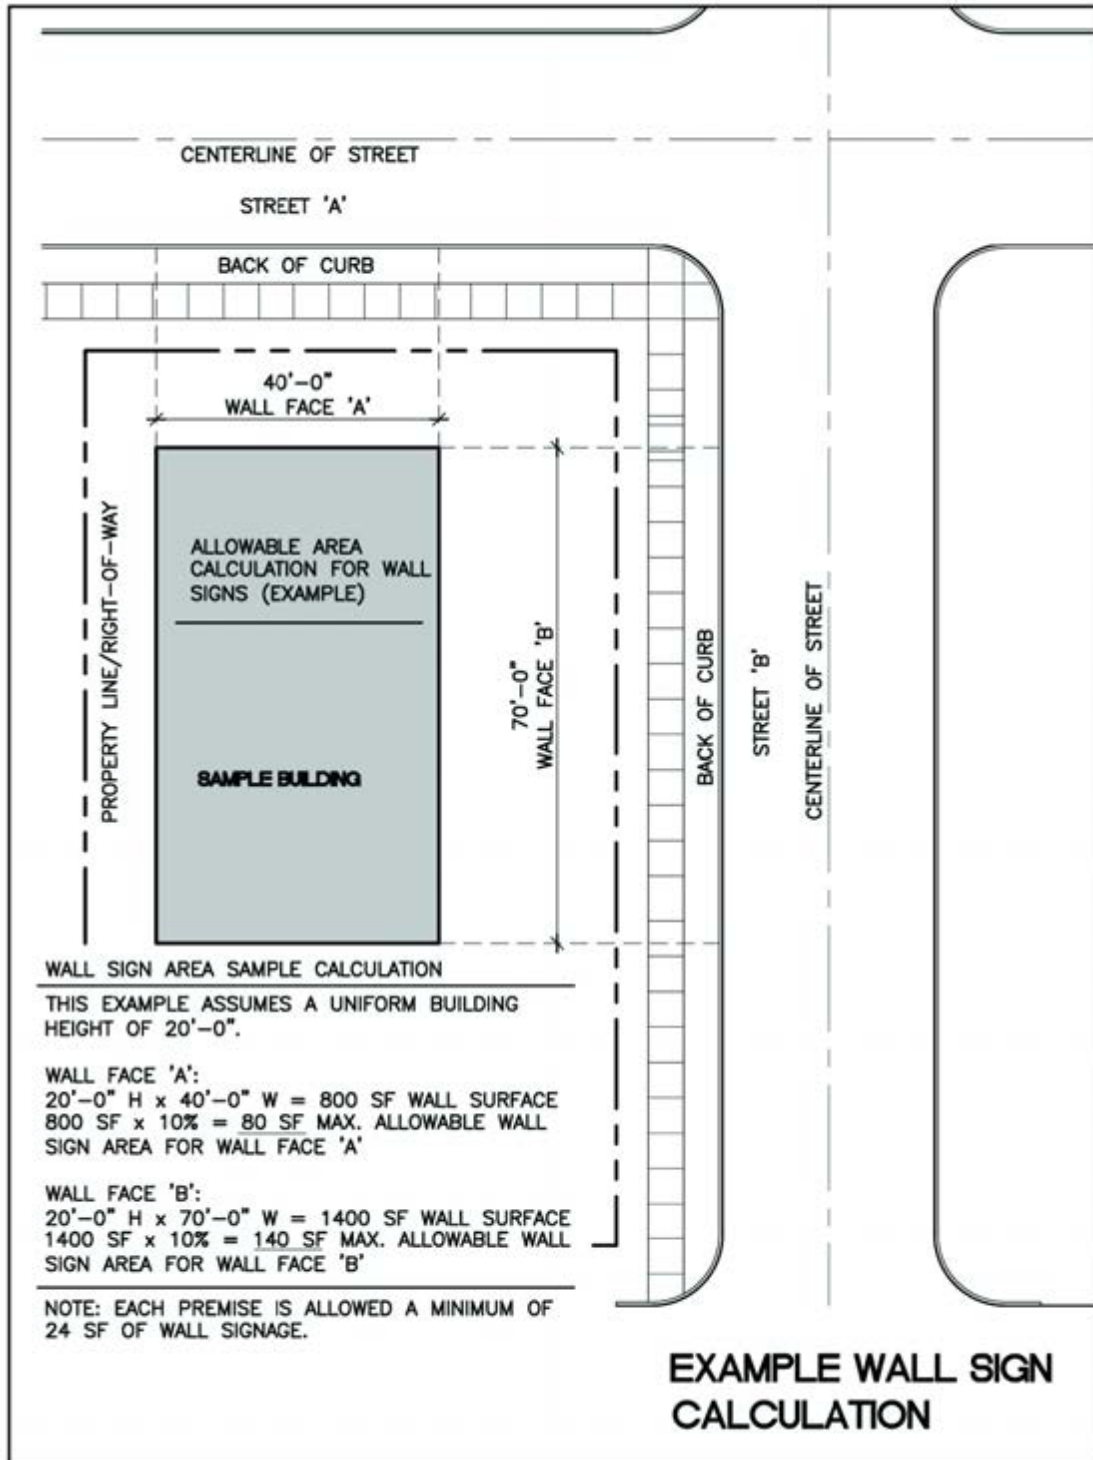 CENTERLINE OF STREET
STREET 'A'
BACK OF CURB
40'-0"
WALL FACE 'A'
PROPERTY LINE/RIGHT-OF-WAY
ALLOWABLE AREA
CALCULATION FOR WALL
SIGNS (EXAMPLE)
SAMPLE BUILDING
70'-0"
WALL FACE 'B'
BACK OF CURB
STREET 'B'
CENTERLINE OF STREET
WALL SIGN AREA SAMPLE CALCULATION
THIS EXAMPLE ASSUMES A UNIFORM BUILDING
HEIGHT OF 20'-0".
WALL FACE 'A':
20'-0" H x 40'-0" W = 800 SF WALL SURFACE
800 SF x 10% = 80 SF MAX. ALLOWABLE WALL
SIGN AREA FOR WALL FACE 'A'
WALL FACE 'B':
20'-0" H x 70'-0" W = 1400 SF WALL SURFACE
1400 SF x 10% = 140 SF MAX. ALLOWABLE WALL
SIGN AREA FOR WALL FACE 'B'
NOTE: EACH PREMISE IS ALLOWED A MINIMUM OF
24 SF OF WALL SIGNAGE.
EXAMPLE WALL SIGN
CALCULATION